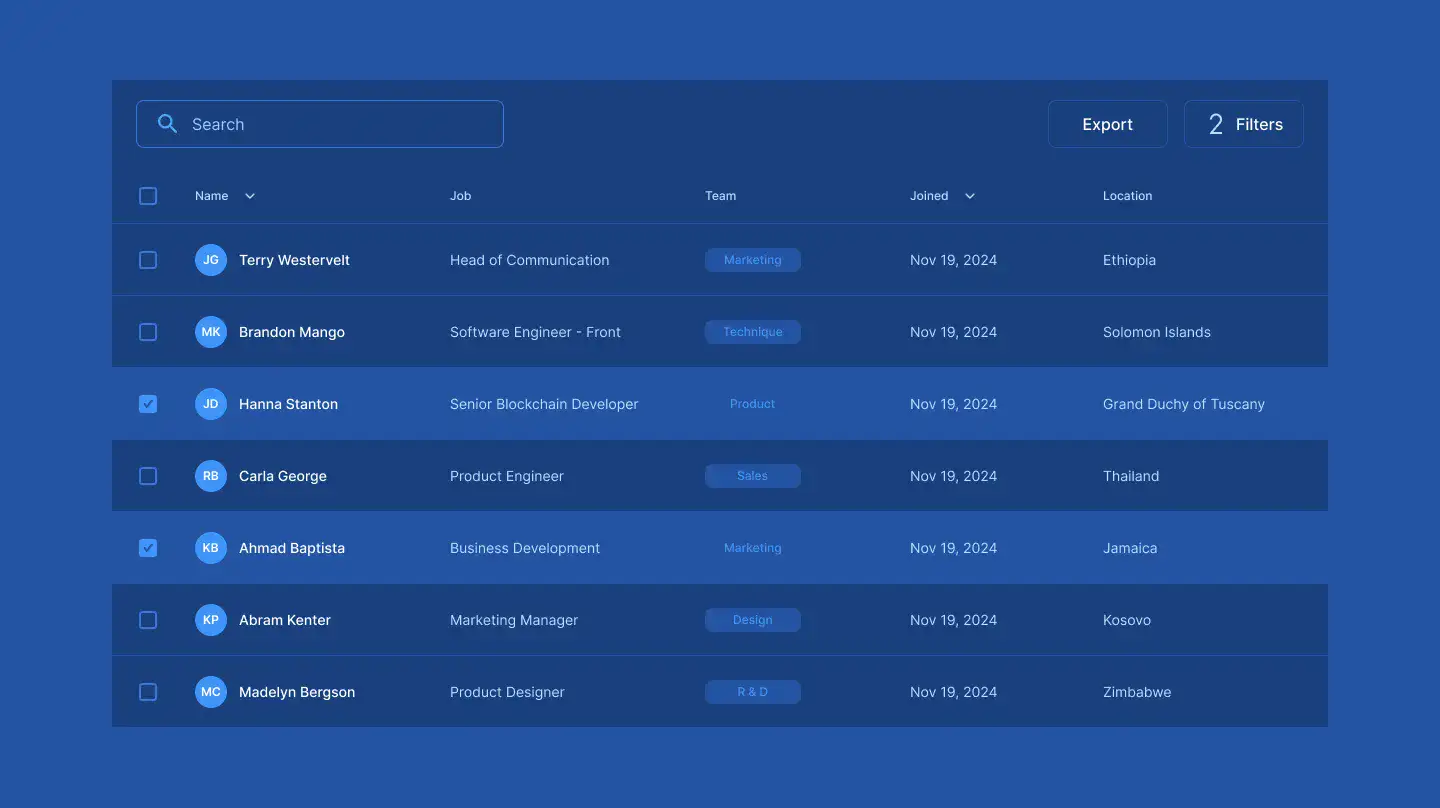 Search
Export
2 Filters
Name Job Team Joined Location
JG Terry Westervelt Head of Communication Marketing Nov 19, 2024 Ethiopia
MK Brandon Mango Software Engineer - Front Technique Nov 19, 2024 Solomon Islands
JD Hanna Stanton Senior Blockchain Developer Product Nov 19, 2024 Grand Duchy of Tuscany
RB Carla George Product Engineer Sales Nov 19, 2024 Thailand
KB Ahmad Baptista Business Development Marketing Nov 19, 2024 Jamaica
KP Abram Kenter Marketing Manager Design Nov 19, 2024 Kosovo
MC Madelyn Bergson Product Designer R & D Nov 19, 2024 Zimbabwe